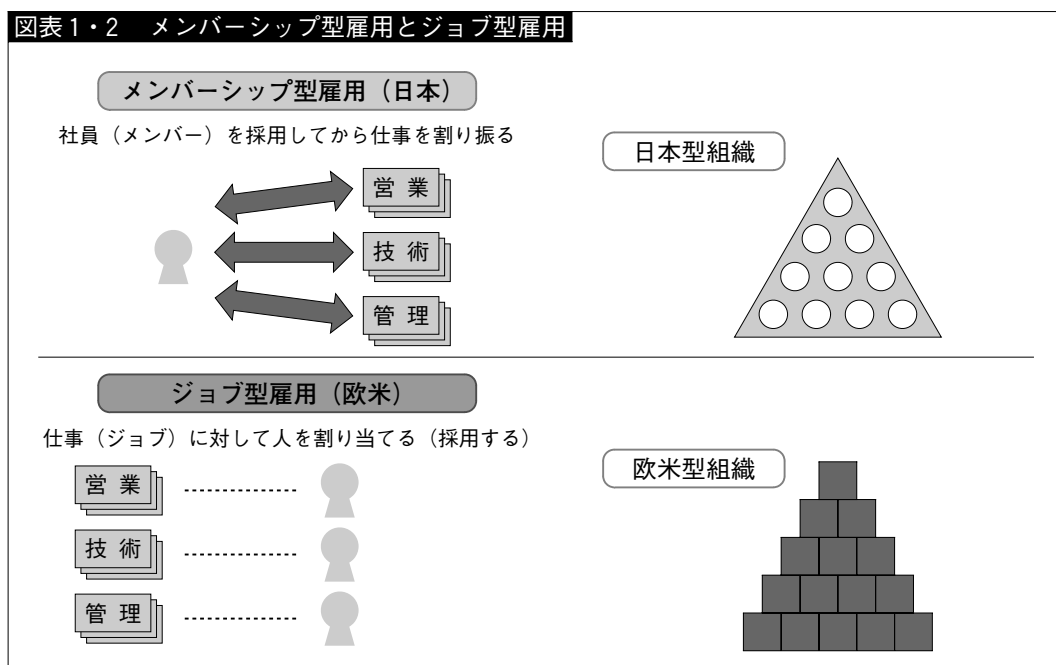 図表1・2 メンバーシップ型雇用とジョブ型雇用
メンバーシップ型雇用（日本）
社員（メンバー）を採用してから仕事を割り振る
営業
技術
管理
日本型組織
ジョブ型雇用（欧米）
仕事（ジョブ）に対して人を割り当てる（採用する）
営業
技術
管理
欧米型組織